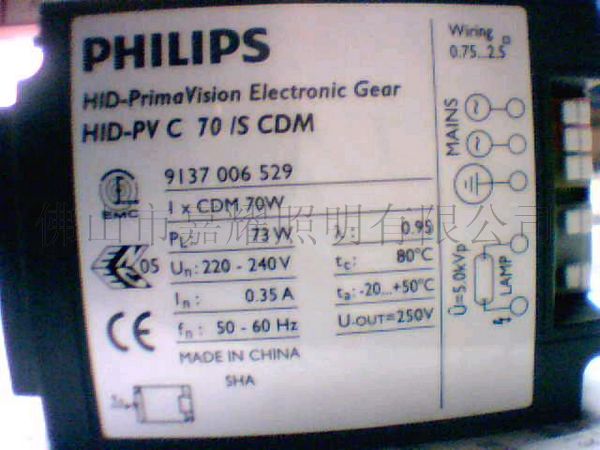 PHILIPS
HID-PrimaVision Electronic Gear
HID-PV C 70 /S CDM
9137 006 529
1 x CDM 70W
PL: 73 W
Un: 220 - 240 V
In: 0.35 A
fn: 50 - 60 Hz
λ: 0.95
tc: 80°C
ta: -20...+50°C
U-OUT=250V
MADE IN CHINA
SHA
EMC
05
CE
Wiring
0.75...2.5
MAINS
LAMP
Û=5.0kVp
佛山市嘉耀照明有限公司